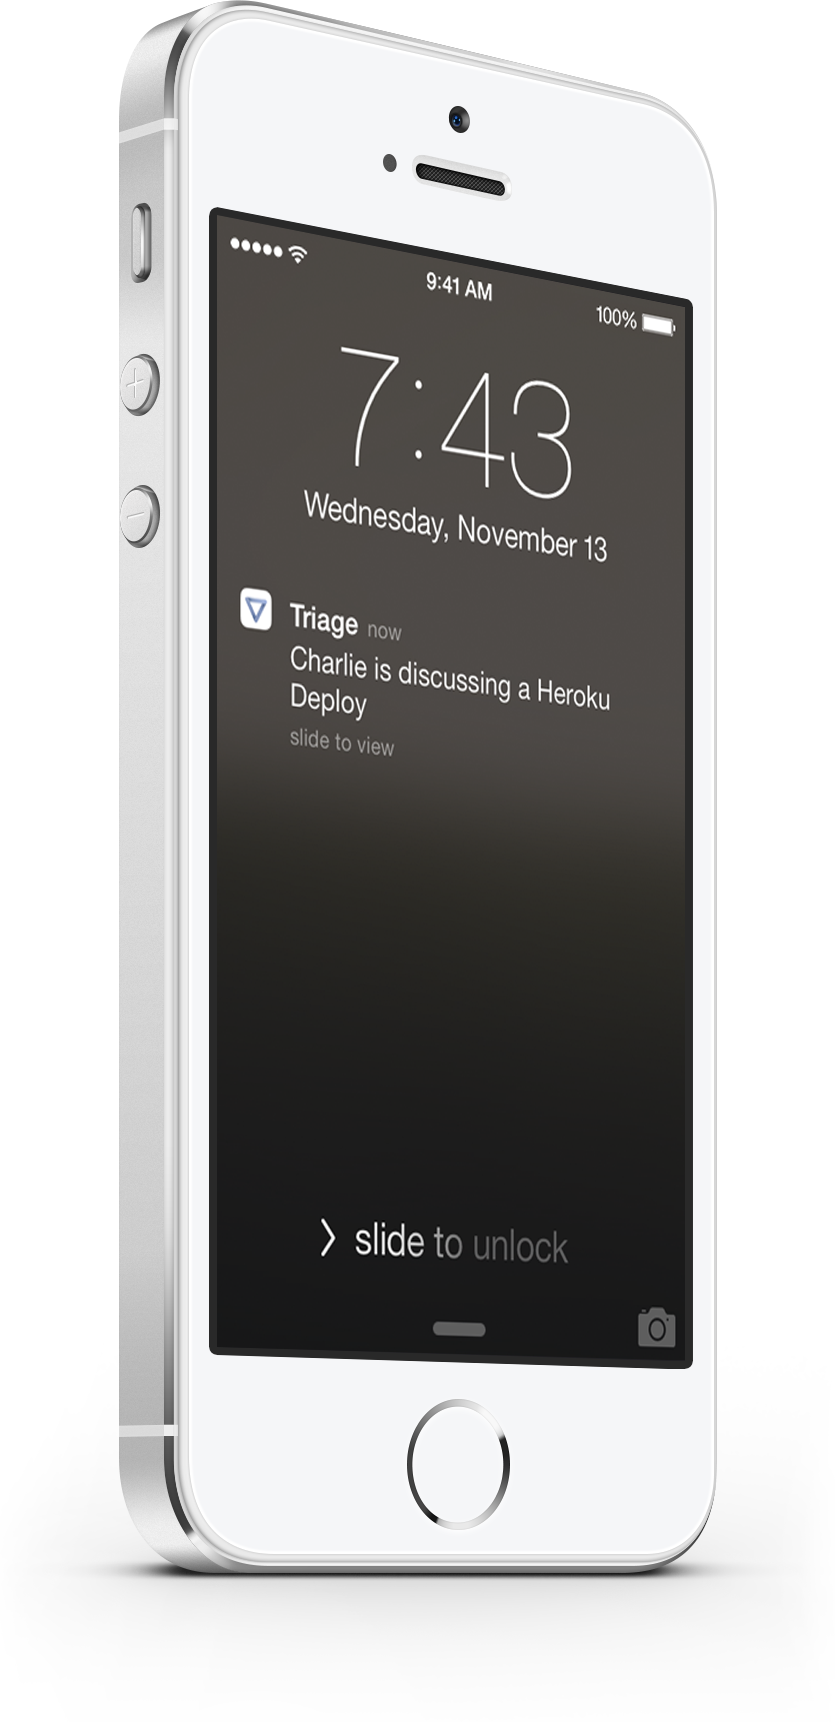 9:41 AM
100%
7:43
Wednesday, November 13
Triage now
Charlie is discussing a Heroku
Deploy
slide to view
slide to unlock